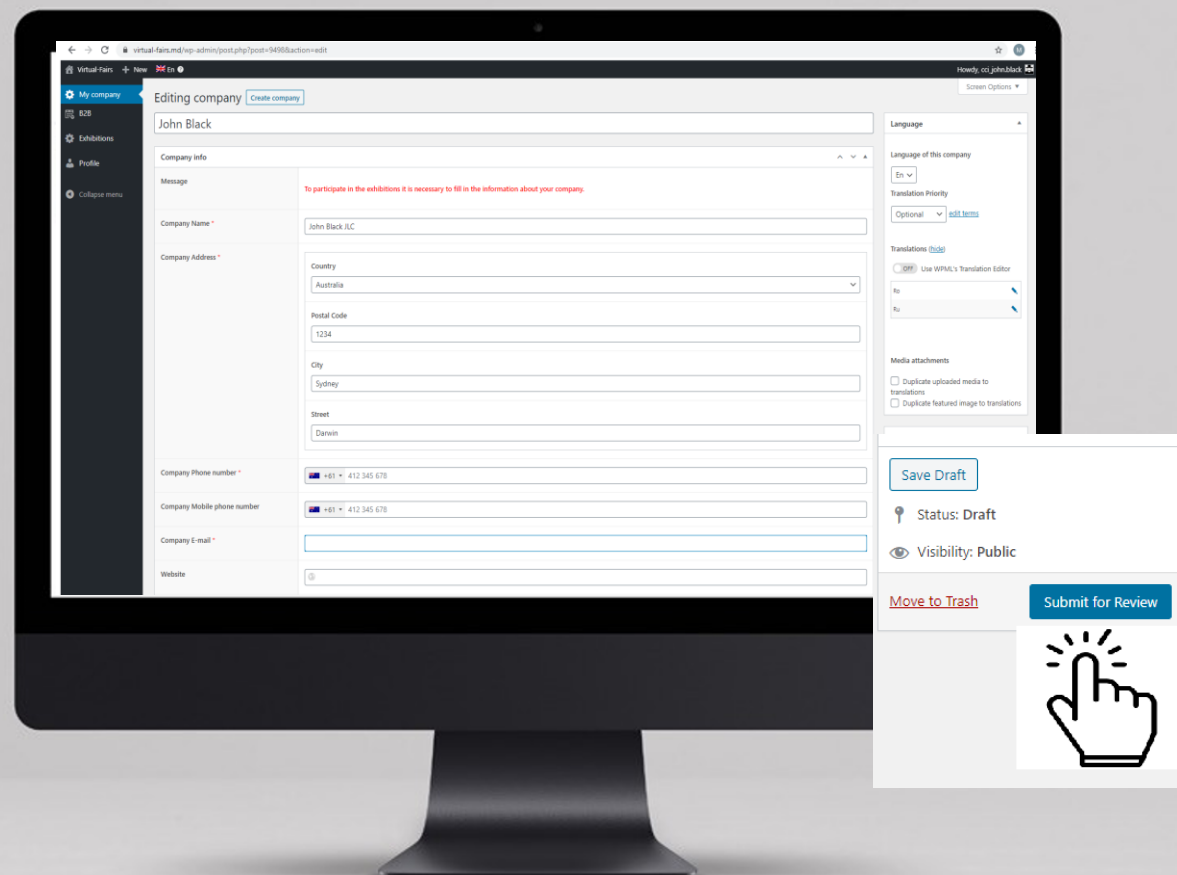 virtual-fairs.md/wp-admin/post.php?post=9498&action=edit
M
Virtual-Fairs + New En
Howdy, cci_john.black
My company
B2B
Exhibitions
Profile
Collapse menu
Editing company Create company
Screen Options ▼
John Black
Company info
Message
To participate in the exhibitions it is necessary to fill in the information about your company.
Company Name *
John Black JLC
Company Address *
Country
Australia
Postal Code
1234
City
Sydney
Street
Darwin
Company Phone number *
+61 412 345 678
Company Mobile phone number
+61 412 345 678
Company E-mail *
Website
Language
Language of this company
En
Translation Priority
Optional edit terms
Translations (hide)
OFF Use WPML's Translation Editor
Ro
Ru
Media attachments
Duplicate uploaded media to
translations
Duplicate featured image to translations
Save Draft
Status: Draft
Visibility: Public
Move to Trash Submit for Review